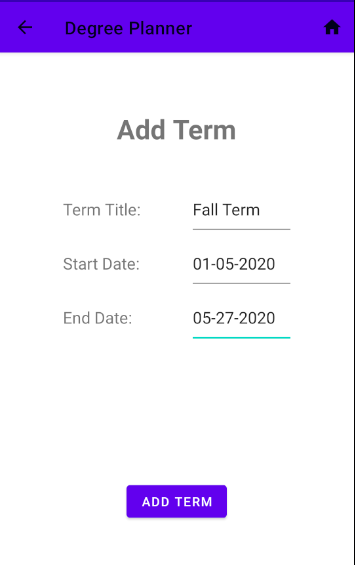 Degree Planner
Add Term
Term Title: Fall Term
Start Date: 01-05-2020
End Date: 05-27-2020
ADD TERM